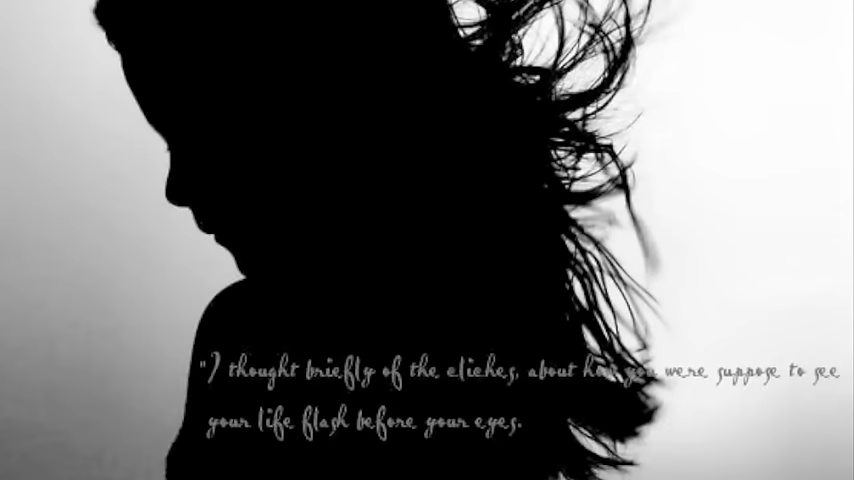 "I thought briefly of the cliches, about how you were suppose to see
your life flash before your eyes.